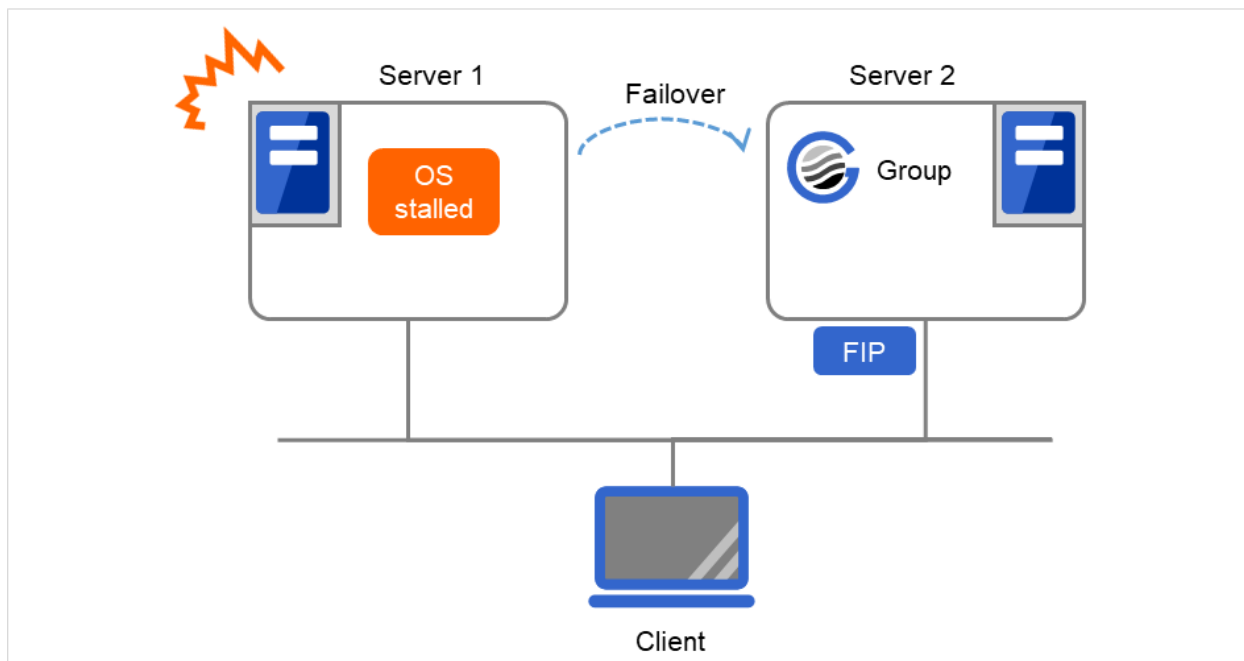 Server 1
Failover
Server 2
OS
stalled
Group
FIP
Client